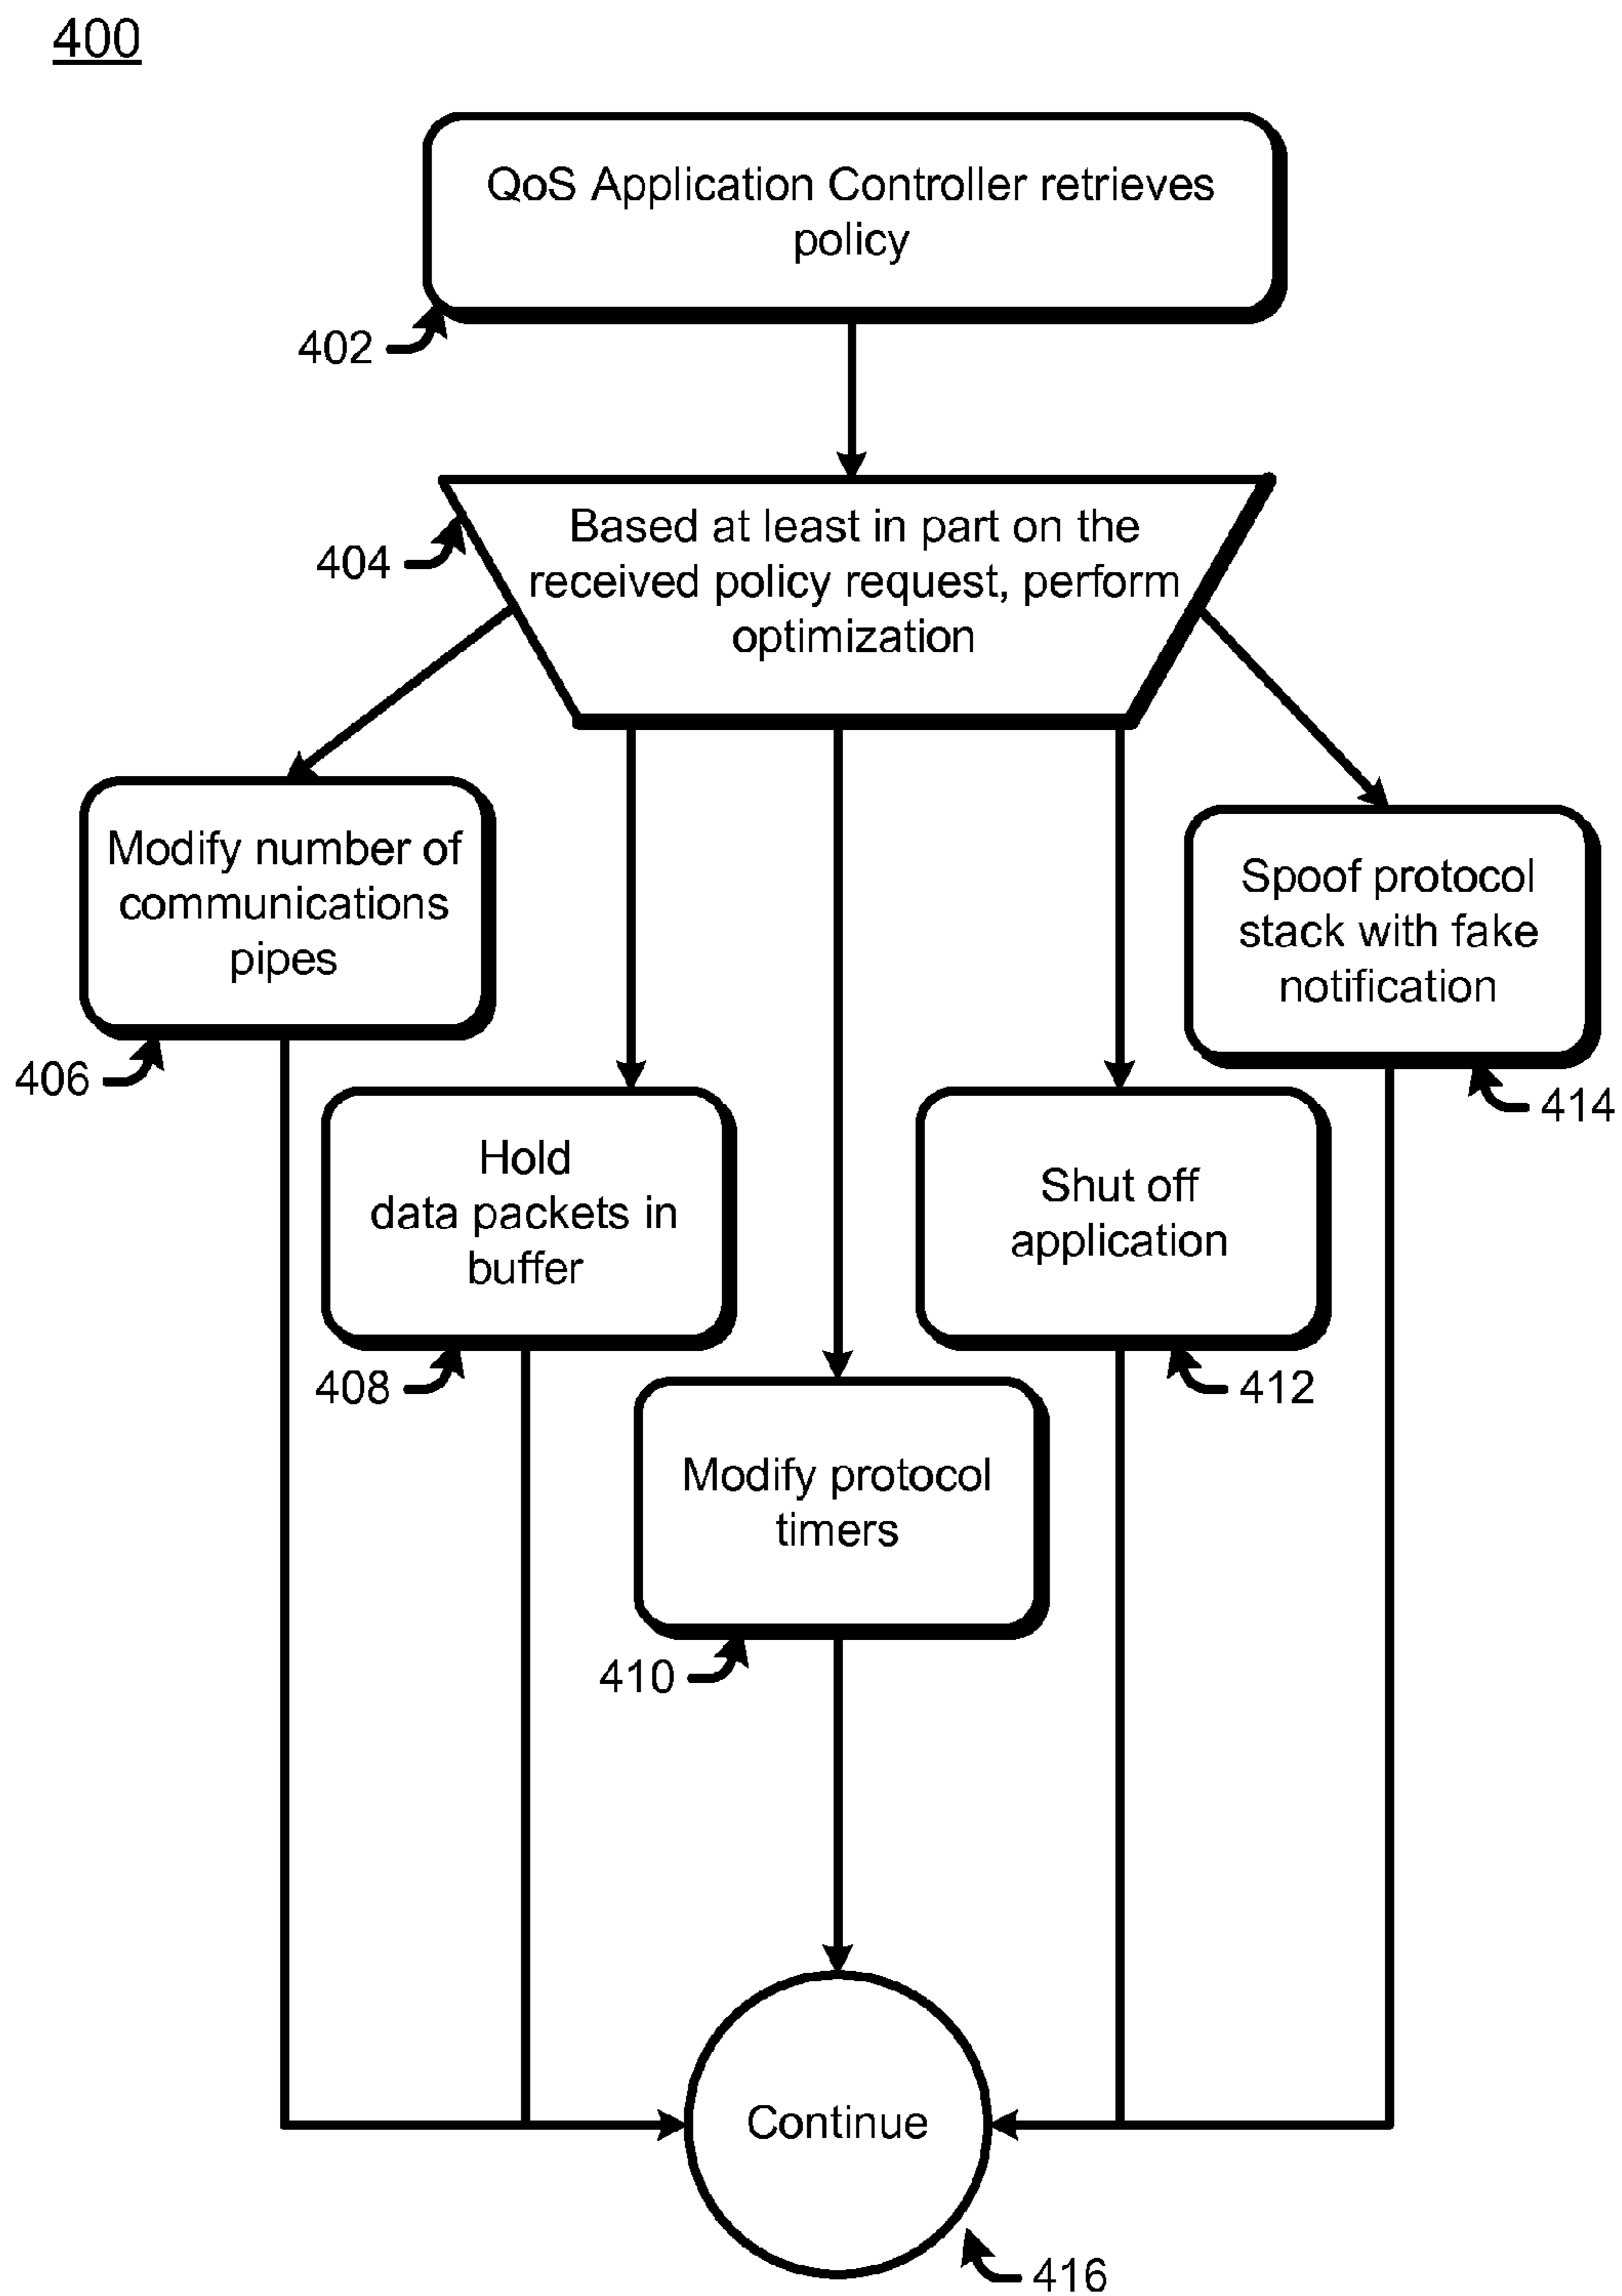 400
QoS Application Controller retrieves
policy
402
Based at least in part on the
received policy request, perform
optimization
404
Modify number of
communications
pipes
406
Spoof protocol
stack with fake
notification
414
Hold
data packets in
buffer
408
Shut off
application
412
Modify protocol
timers
410
Continue
416